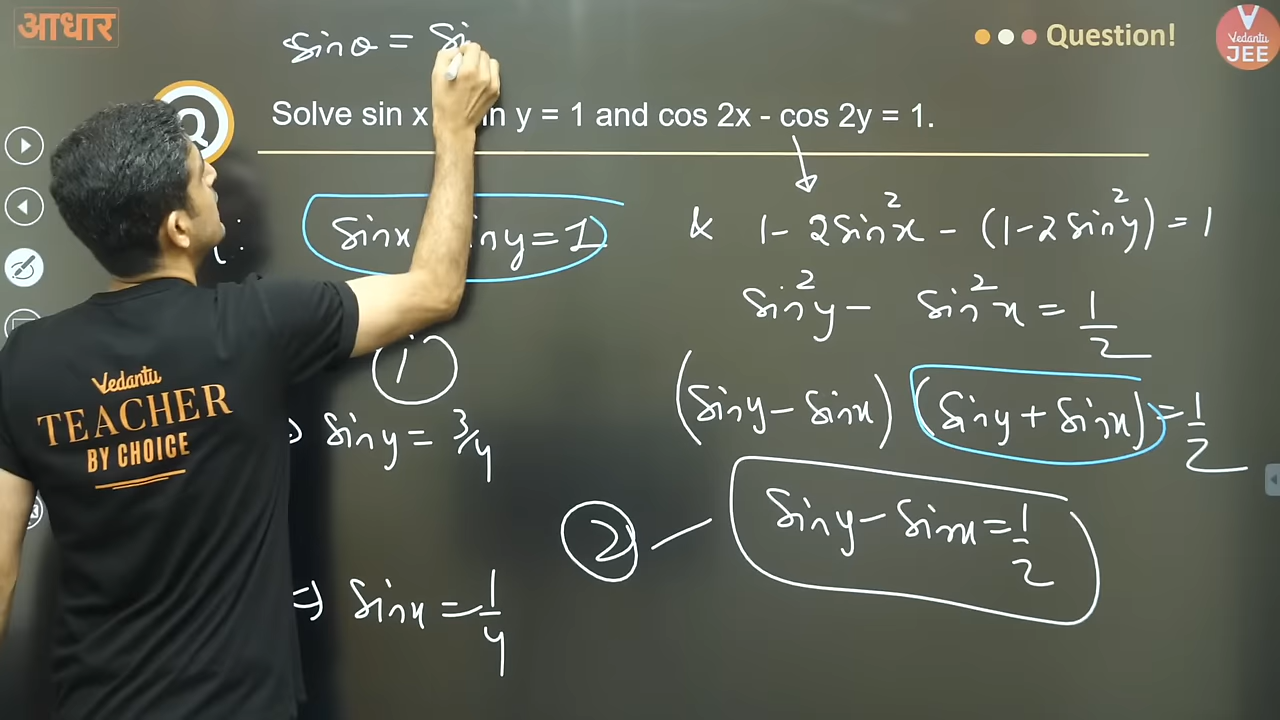 आधार
Question!
Vedantu
JEE
sin θ = Si
Q
Solve sin x in y = 1 and cos 2x - cos 2y = 1.
Sinx iny = 1
& 1 - 2sin²x - (1-2sin²y) = 1
Sin²y - Sin²x = 1/2
1
(Siny - Sinx) (Siny + Sinx) = 1/2
Siny = 3/4
2 Siny - Sinx = 1/2
⇒ Sinx = 1/4
Vedantu
TEACHER
BY CHOICE